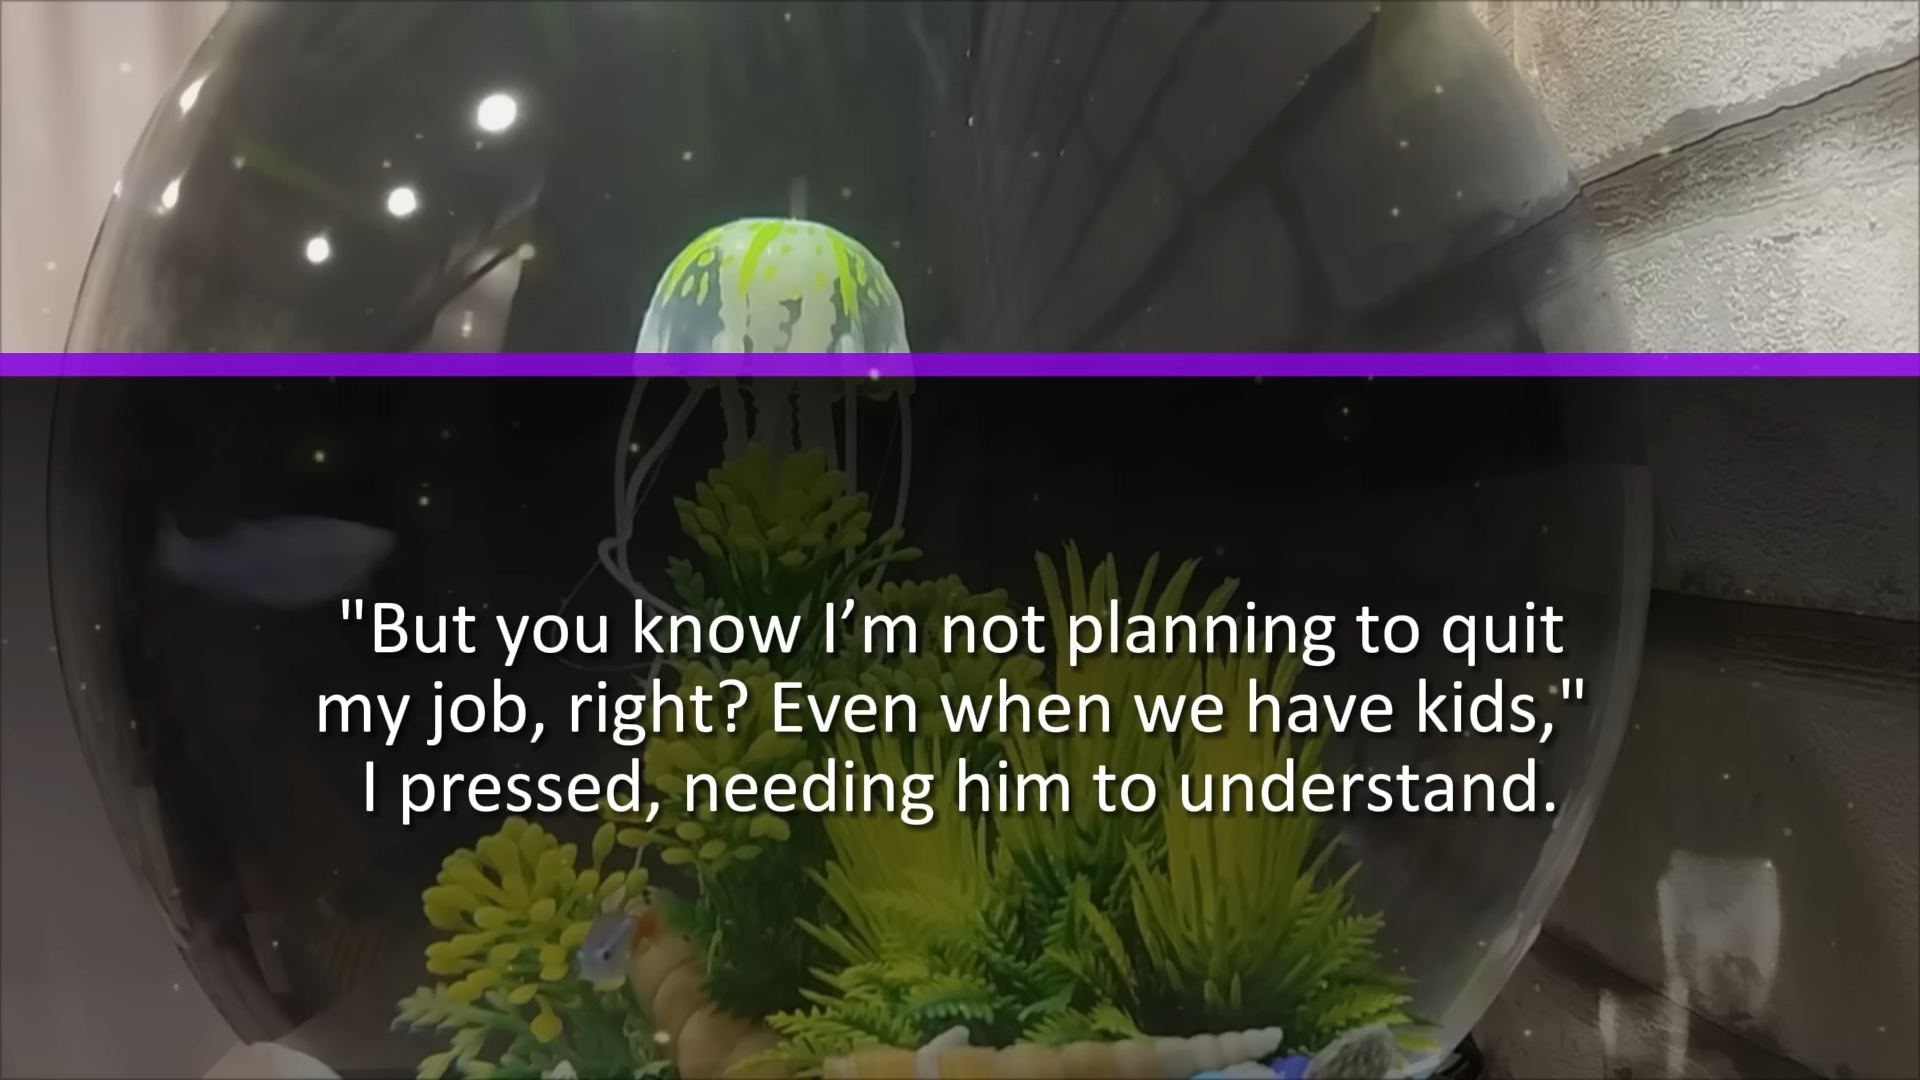 "But you know I’m not planning to quit
my job, right? Even when we have kids,"
I pressed, needing him to understand.